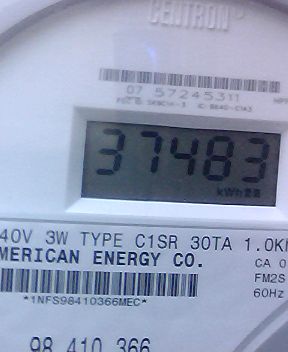 CENTRON
07 57245311
37483
kWh
40V 3W TYPE C1SR 30TA 1.0K
MERICAN ENERGY CO.
CA 0
FM2S
60Hz
*1NFS98410366MEC*
98 410 366